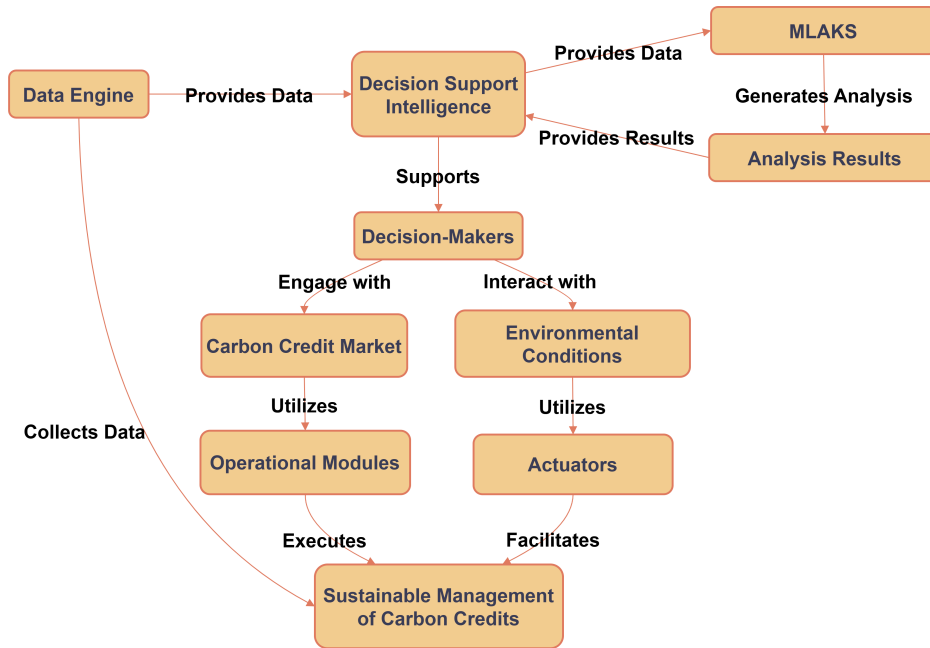 MLAKS
Provides Data
Decision Support
Intelligence
Data Engine
Provides Data
Generates Analysis
Provides Results
Analysis Results
Supports
Decision-Makers
Engage with
Interact with
Carbon Credit Market
Environmental
Conditions
Utilizes
Utilizes
Collects Data
Operational Modules
Actuators
Executes
Facilitates
Sustainable Management
of Carbon Credits